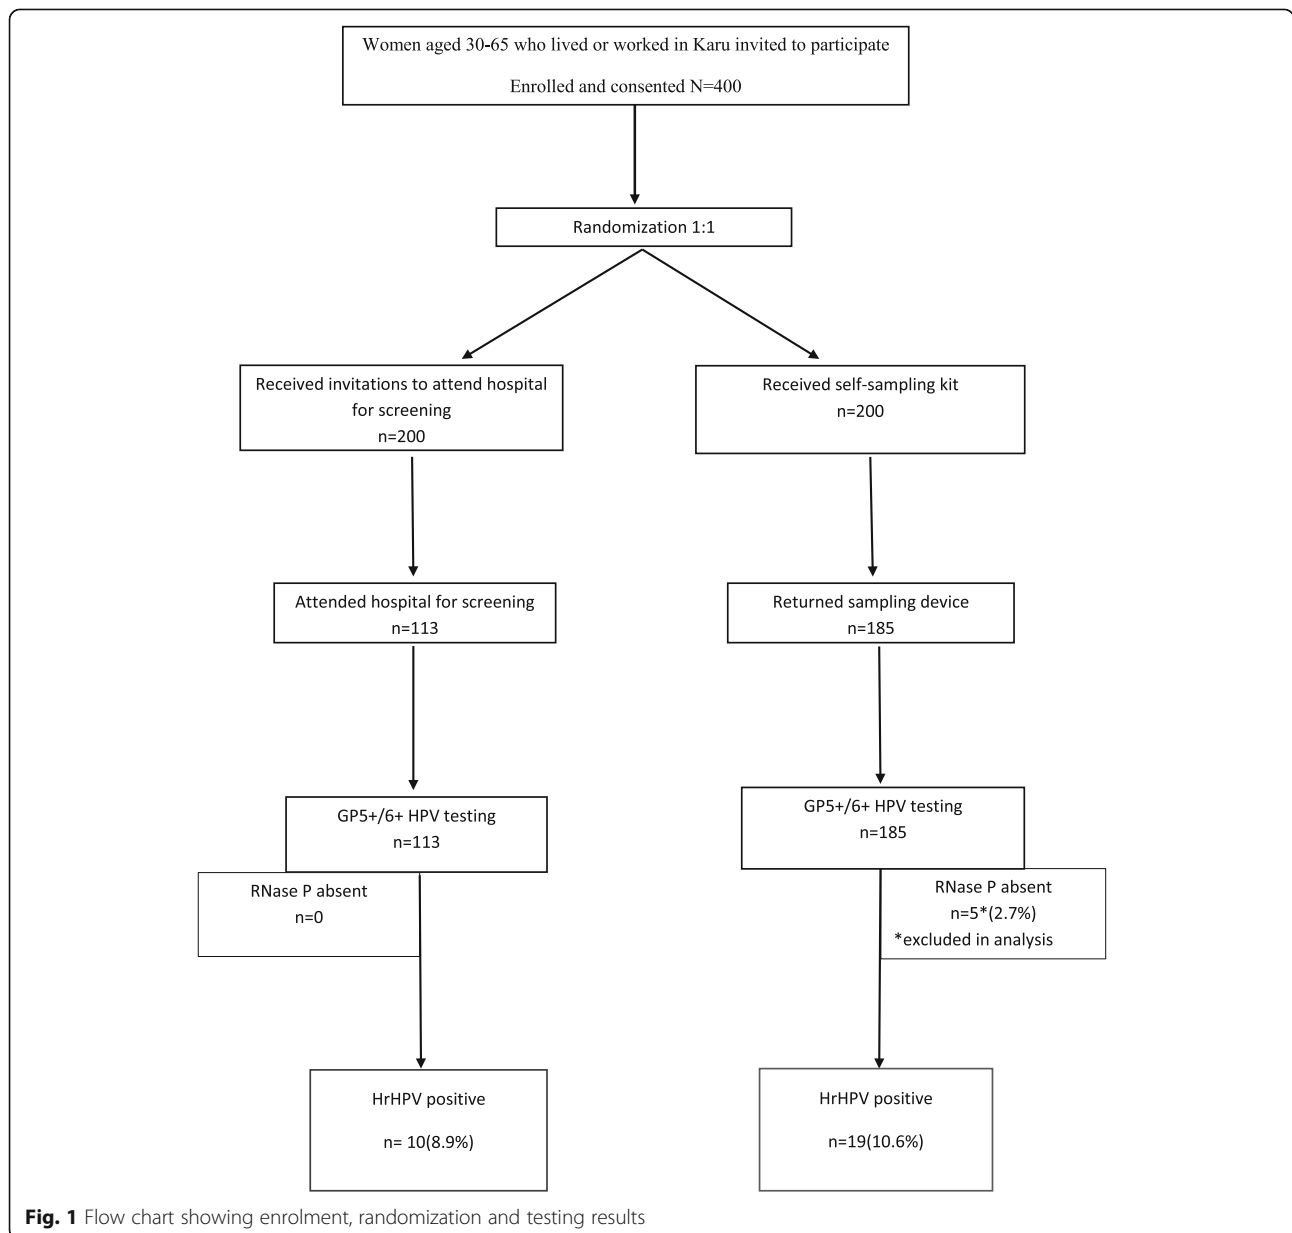 Women aged 30-65 who lived or worked in Karu invited to participate
Enrolled and consented N=400
Randomization 1:1
Received invitations to attend hospital
for screening
n=200
Received self-sampling kit
n=200
Attended hospital for screening
n=113
Returned sampling device
n=185
GP5+/6+ HPV testing
n=113
GP5+/6+ HPV testing
n=185
RNase P absent
n=0
RNase P absent
n=5*(2.7%)
*excluded in analysis
HrHPV positive
n= 10(8.9%)
HrHPV positive
n=19(10.6%)
Fig. 1 Flow chart showing enrolment, randomization and testing results